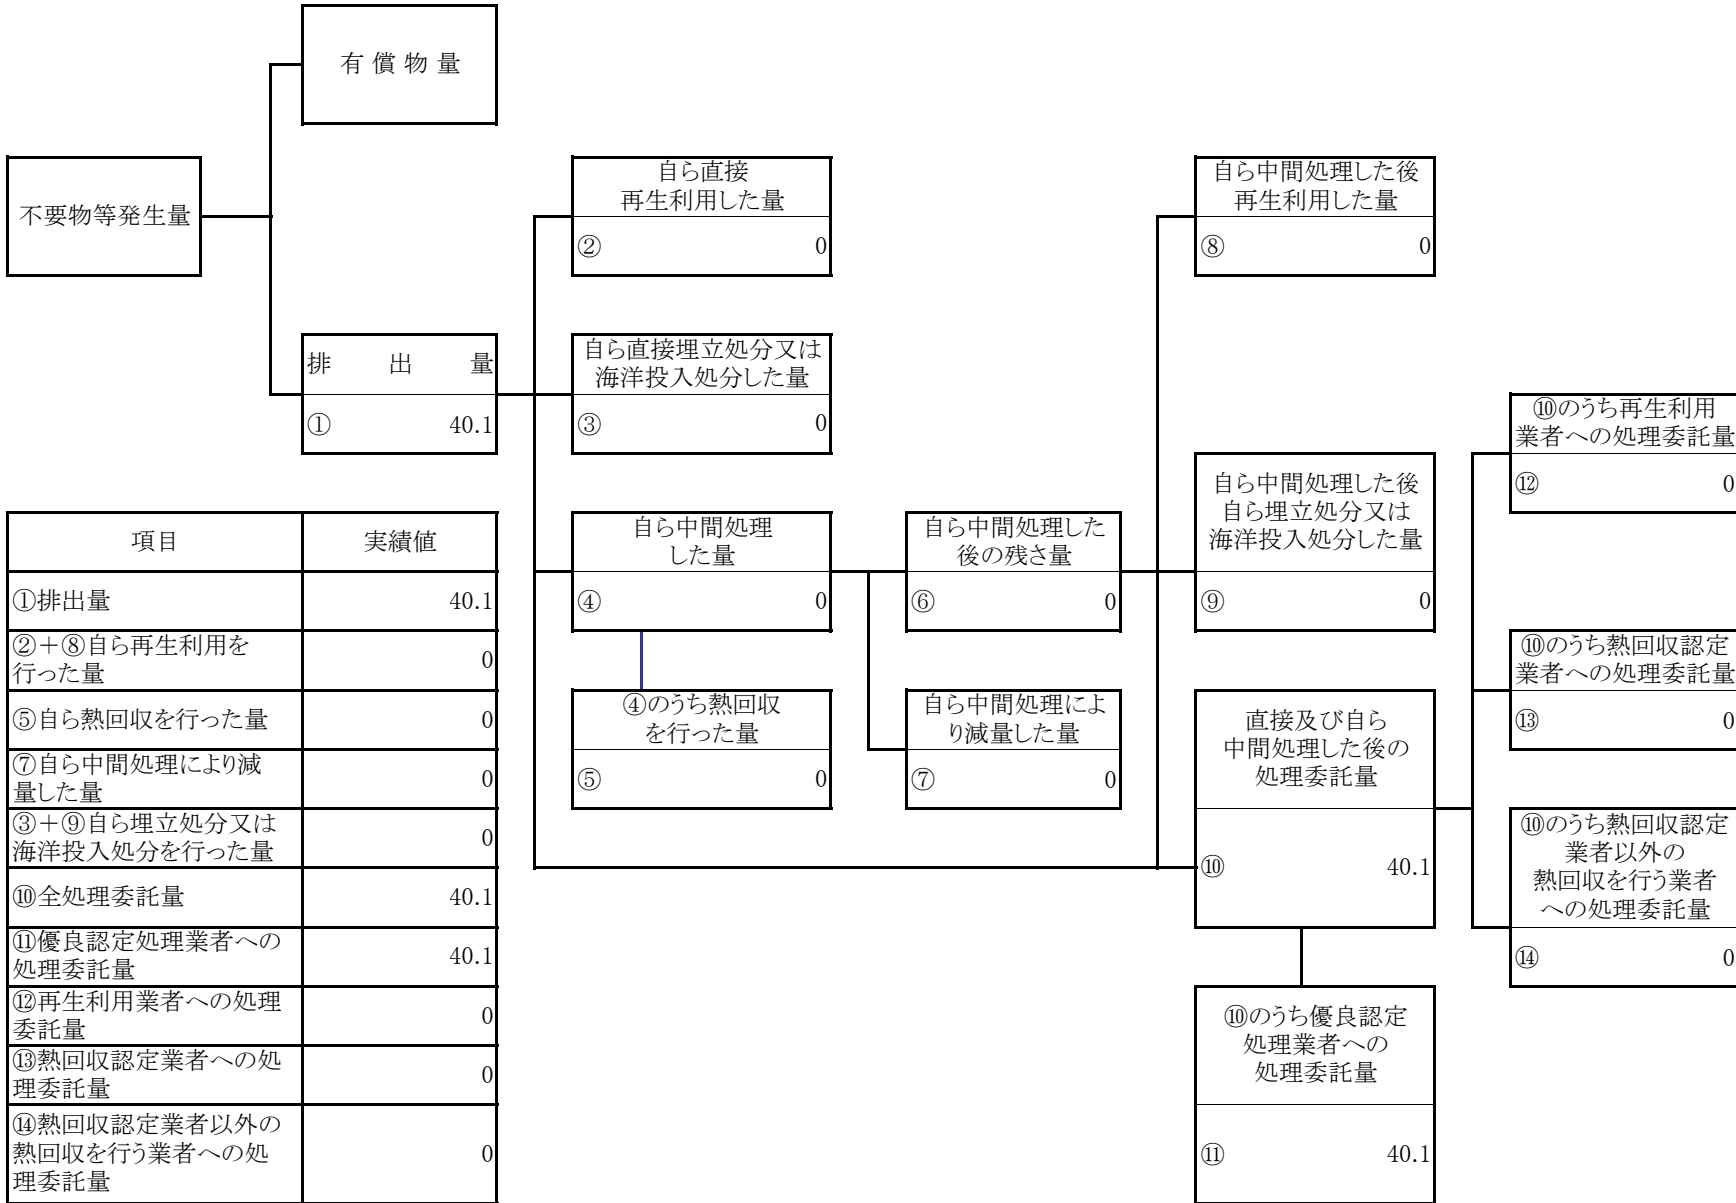 有償物量
不要物等発生量
自ら直接
再生利用した量
② 0
自ら中間処理した後
再生利用した量
⑧ 0
排出量
① 40.1
自ら直接埋立処分又は
海洋投入処分した量
③ 0
⑩のうち再生利用
業者への処理委託量
⑫ 0
自ら中間処理した後
自ら埋立処分又は
海洋投入処分した量
⑨ 0
自ら中間処理
した量
④ 0
自ら中間処理した
後の残さ量
⑥ 0
⑩のうち熱回収認定
業者への処理委託量
⑬ 0
④のうち熱回収
を行った量
⑤ 0
自ら中間処理によ
り減量した量
⑦ 0
直接及び自ら
中間処理した後の
処理委託量
⑩ 40.1
⑩のうち熱回収認定
業者以外の
熱回収を行う業者
への処理委託量
⑭ 0
⑩のうち優良認定
処理業者への
処理委託量
⑪ 40.1
項目 実績値
①排出量 40.1
②+⑧自ら再生利用を
行った量 0
⑤自ら熱回収を行った量 0
⑦自ら中間処理により減
量した量 0
③+⑨自ら埋立処分又は
海洋投入処分を行った量 0
⑩全処理委託量 40.1
⑪優良認定処理業者への
処理委託量 40.1
⑫再生利用業者への処理
委託量 0
⑬熱回収認定業者への処
理委託量 0
⑭熱回収認定業者以外の
熱回収を行う業者への処
理委託量 0